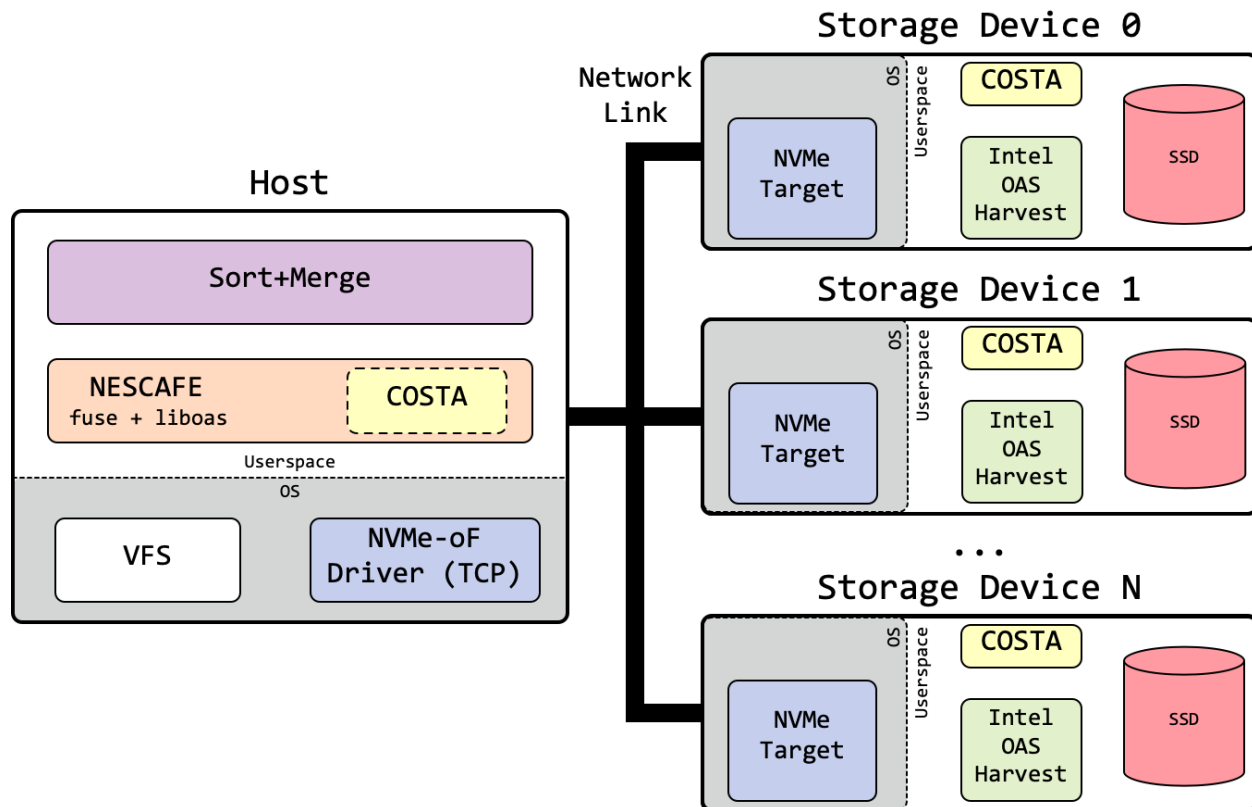 Host
Sort+Merge
NESCAFE
fuse + liboas
COSTA
Userspace
OS
VFS
NVMe-oF
Driver (TCP)
Network
Link
Storage Device 0
OS
Userspace
NVMe
Target
COSTA
Intel
OAS
Harvest
SSD
Storage Device 1
OS
Userspace
NVMe
Target
COSTA
Intel
OAS
Harvest
SSD
...
Storage Device N
OS
Userspace
NVMe
Target
COSTA
Intel
OAS
Harvest
SSD